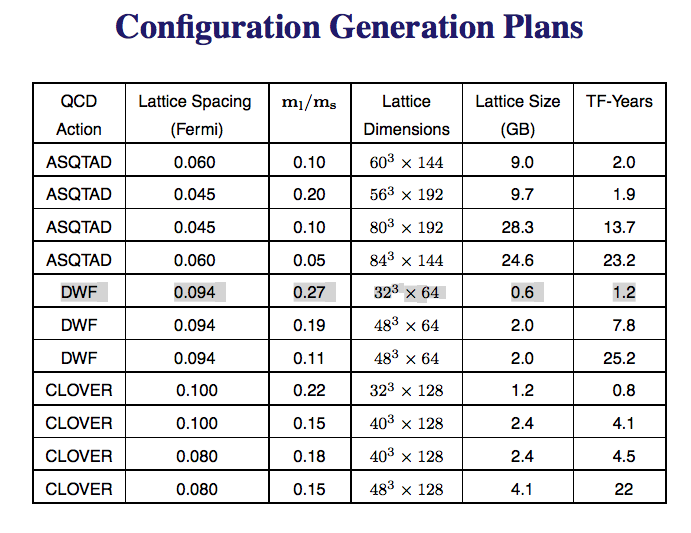 Configuration Generation Plans
QCD Action Lattice Spacing (Fermi) m_l/m_s Lattice Dimensions Lattice Size (GB) TF-Years
ASQTAD 0.060 0.10 60³ × 144 9.0 2.0
ASQTAD 0.045 0.20 56³ × 192 9.7 1.9
ASQTAD 0.045 0.10 80³ × 192 28.3 13.7
ASQTAD 0.060 0.05 84³ × 144 24.6 23.2
DWF 0.094 0.27 32³ × 64 0.6 1.2
DWF 0.094 0.19 48³ × 64 2.0 7.8
DWF 0.094 0.11 48³ × 64 2.0 25.2
CLOVER 0.100 0.22 32³ × 128 1.2 0.8
CLOVER 0.100 0.15 40³ × 128 2.4 4.1
CLOVER 0.080 0.18 40³ × 128 2.4 4.5
CLOVER 0.080 0.15 48³ × 128 4.1 22